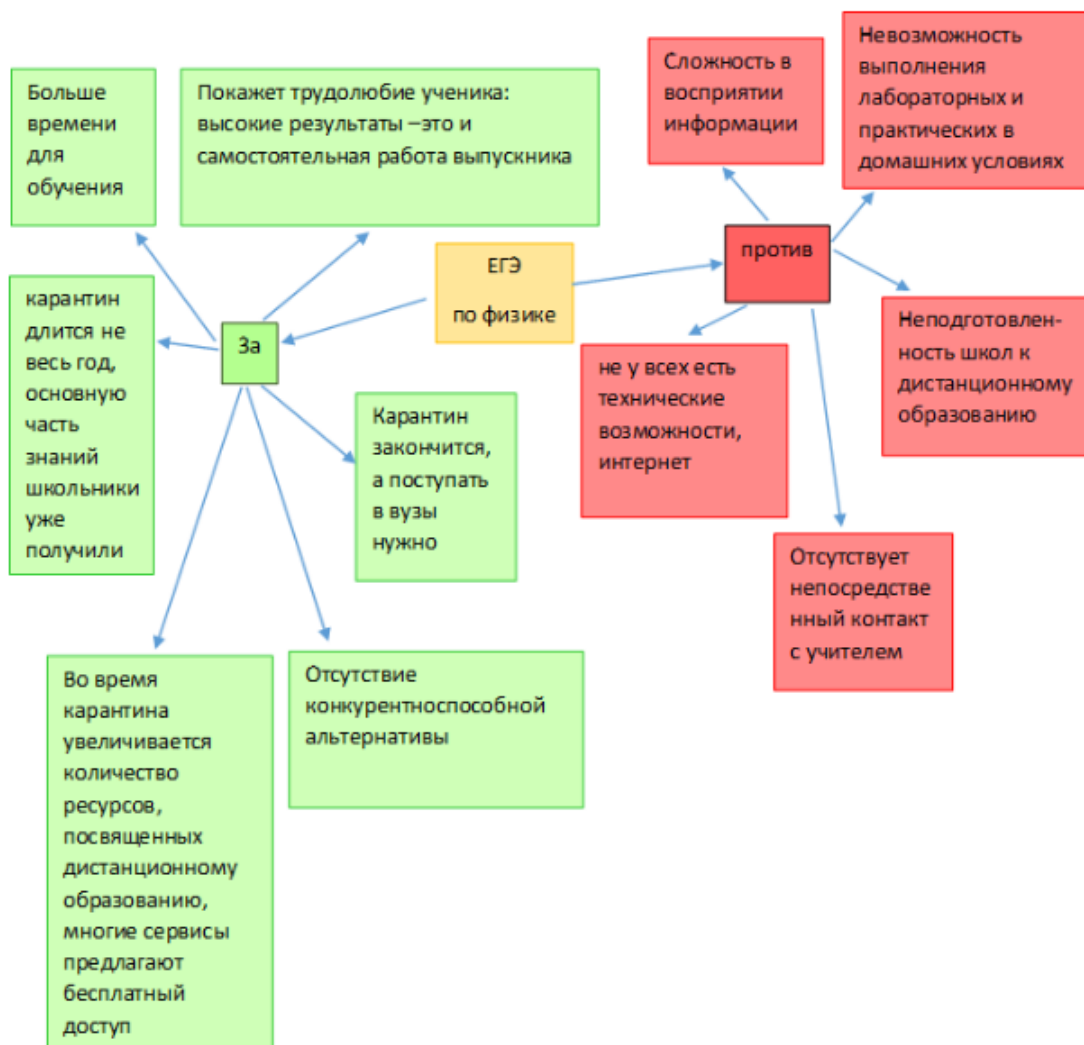 Больше
времени
для
обучения
Покажет трудолюбие ученика:
высокие результаты –это и
самостоятельная работа выпускника
Сложность в
восприятии
информации
Невозможность
выполнения
лабораторных и
практических в
домашних условиях
ЕГЭ
по физике
против
За
карантин
длится не
весь год,
основную
часть
знаний
школьники
уже
получили
Карантин
закончится,
а поступать
в вузы
нужно
не у всех есть
технические
возможности,
интернет
Неподготовлен-
ность школ к
дистанционному
образованию
Отсутствует
непосредстве
нный контакт
с учителем
Во время
карантина
увеличивается
количество
ресурсов,
посвященных
дистанционному
образованию,
многие сервисы
предлагают
бесплатный
доступ
Отсутствие
конкурентноспособной
альтернативы